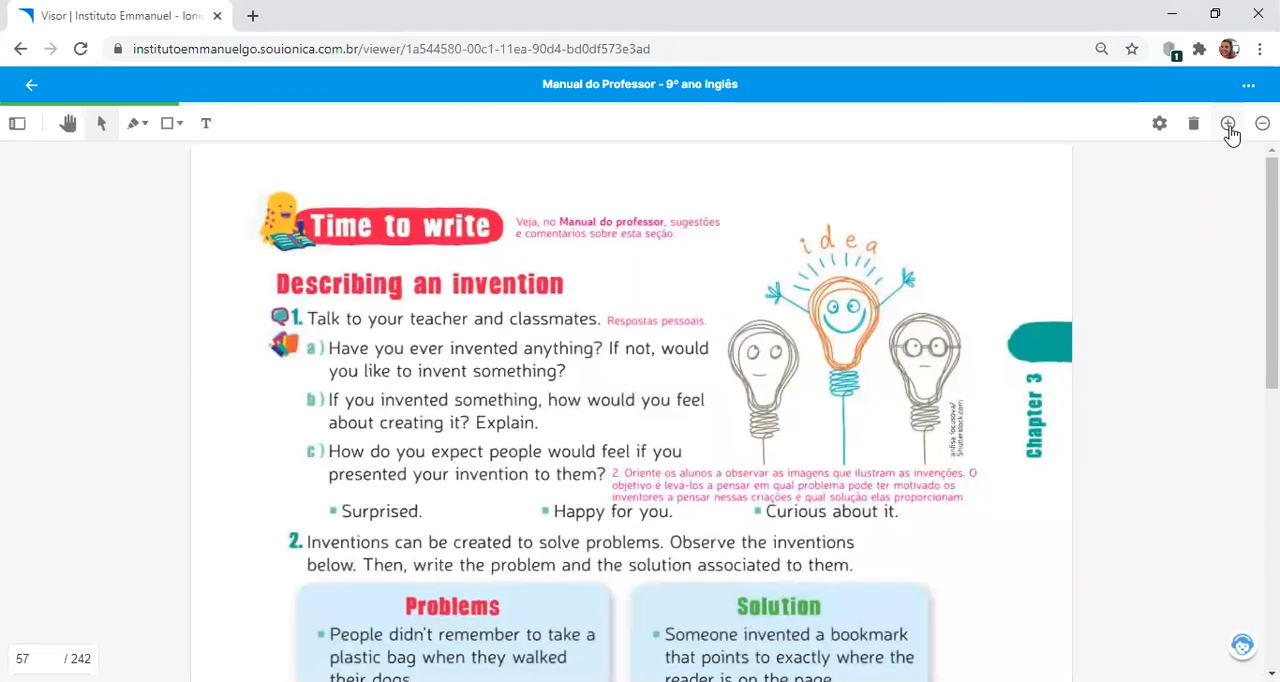 Visor | Instituto Emmanuel - Ioni
institutoemmanuelgo.souionica.com.br/viewer/1a544580-00c1-11ea-90d4-bd0df573e3ad
1
Manual do Professor - 9º ano Inglês
T
Time to write
Veja, no Manual do professor, sugestões
e comentários sobre esta seção.
idea
Describing an invention
1. Talk to your teacher and classmates. Respostas pessoais.
a) Have you ever invented anything? If not, would
you like to invent something?
b) If you invented something, how would you feel
about creating it? Explain.
c) How do you expect people would feel if you
presented your invention to them?
2. Oriente os alunos a observar as imagens que ilustram as invenções. O
objetivo é levá-los a pensar em qual problema pode ter motivado os
inventores a pensar nessas criações e qual solução elas proporcionam
Shutterstock.com
Chapter 3
▪ Surprised. ▪ Happy for you. ▪ Curious about it.
2. Inventions can be created to solve problems. Observe the inventions
below. Then, write the problem and the solution associated to them.
Problems
▪ People didn't remember to take a
plastic bag when they walked
their dogs.
Solution
▪ Someone invented a bookmark
that points to exactly where the
reader is on the page.
57 / 242